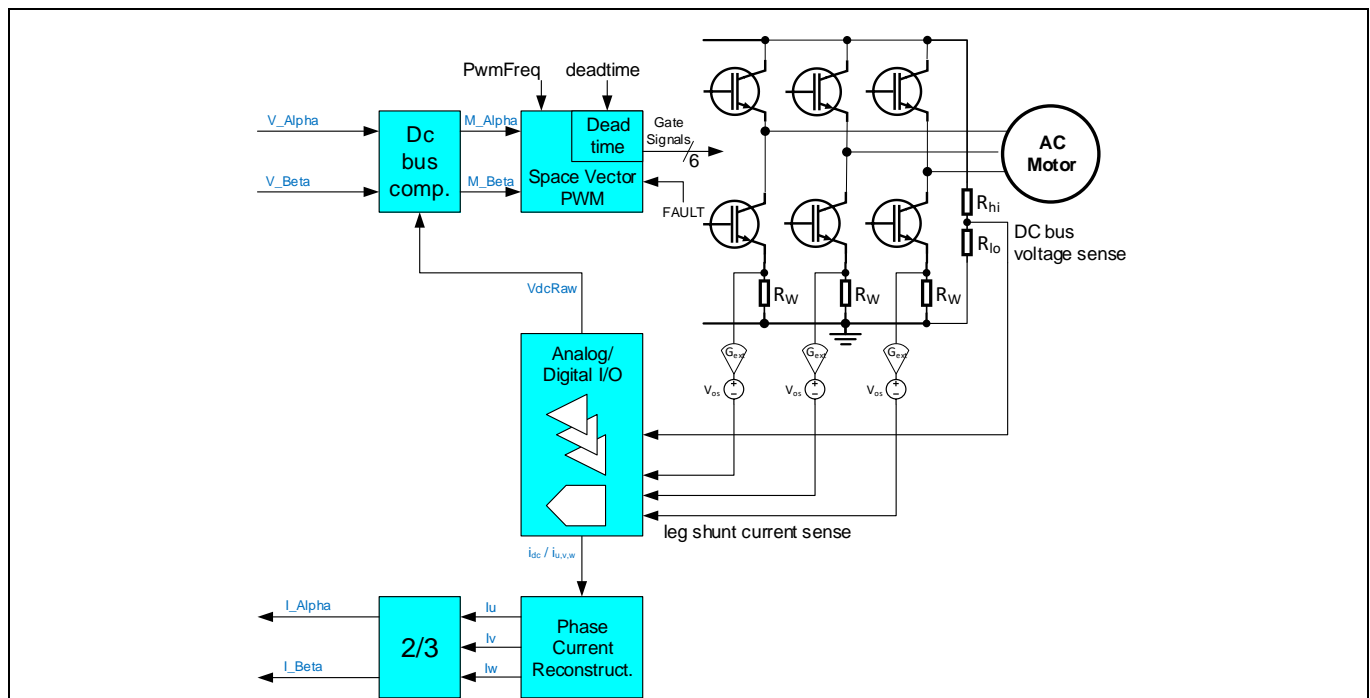 PwmFreq
deadtime
V_Alpha
V_Beta
Dc
bus
comp.
M_Alpha
M_Beta
Dead
time
Space Vector
PWM
Gate
Signals
6
FAULT
AC
Motor
Rhi
Rlo
DC bus
voltage sense
RW
RW
RW
VdcRaw
Analog/
Digital I/O
Gext
Gext
Gext
+
−
+
−
+
−
Vos
Vos
Vos
leg shunt current sense
idc / iu,v,w
I_Alpha
I_Beta
2/3
Iu
Iv
Iw
Phase
Current
Reconstruct.